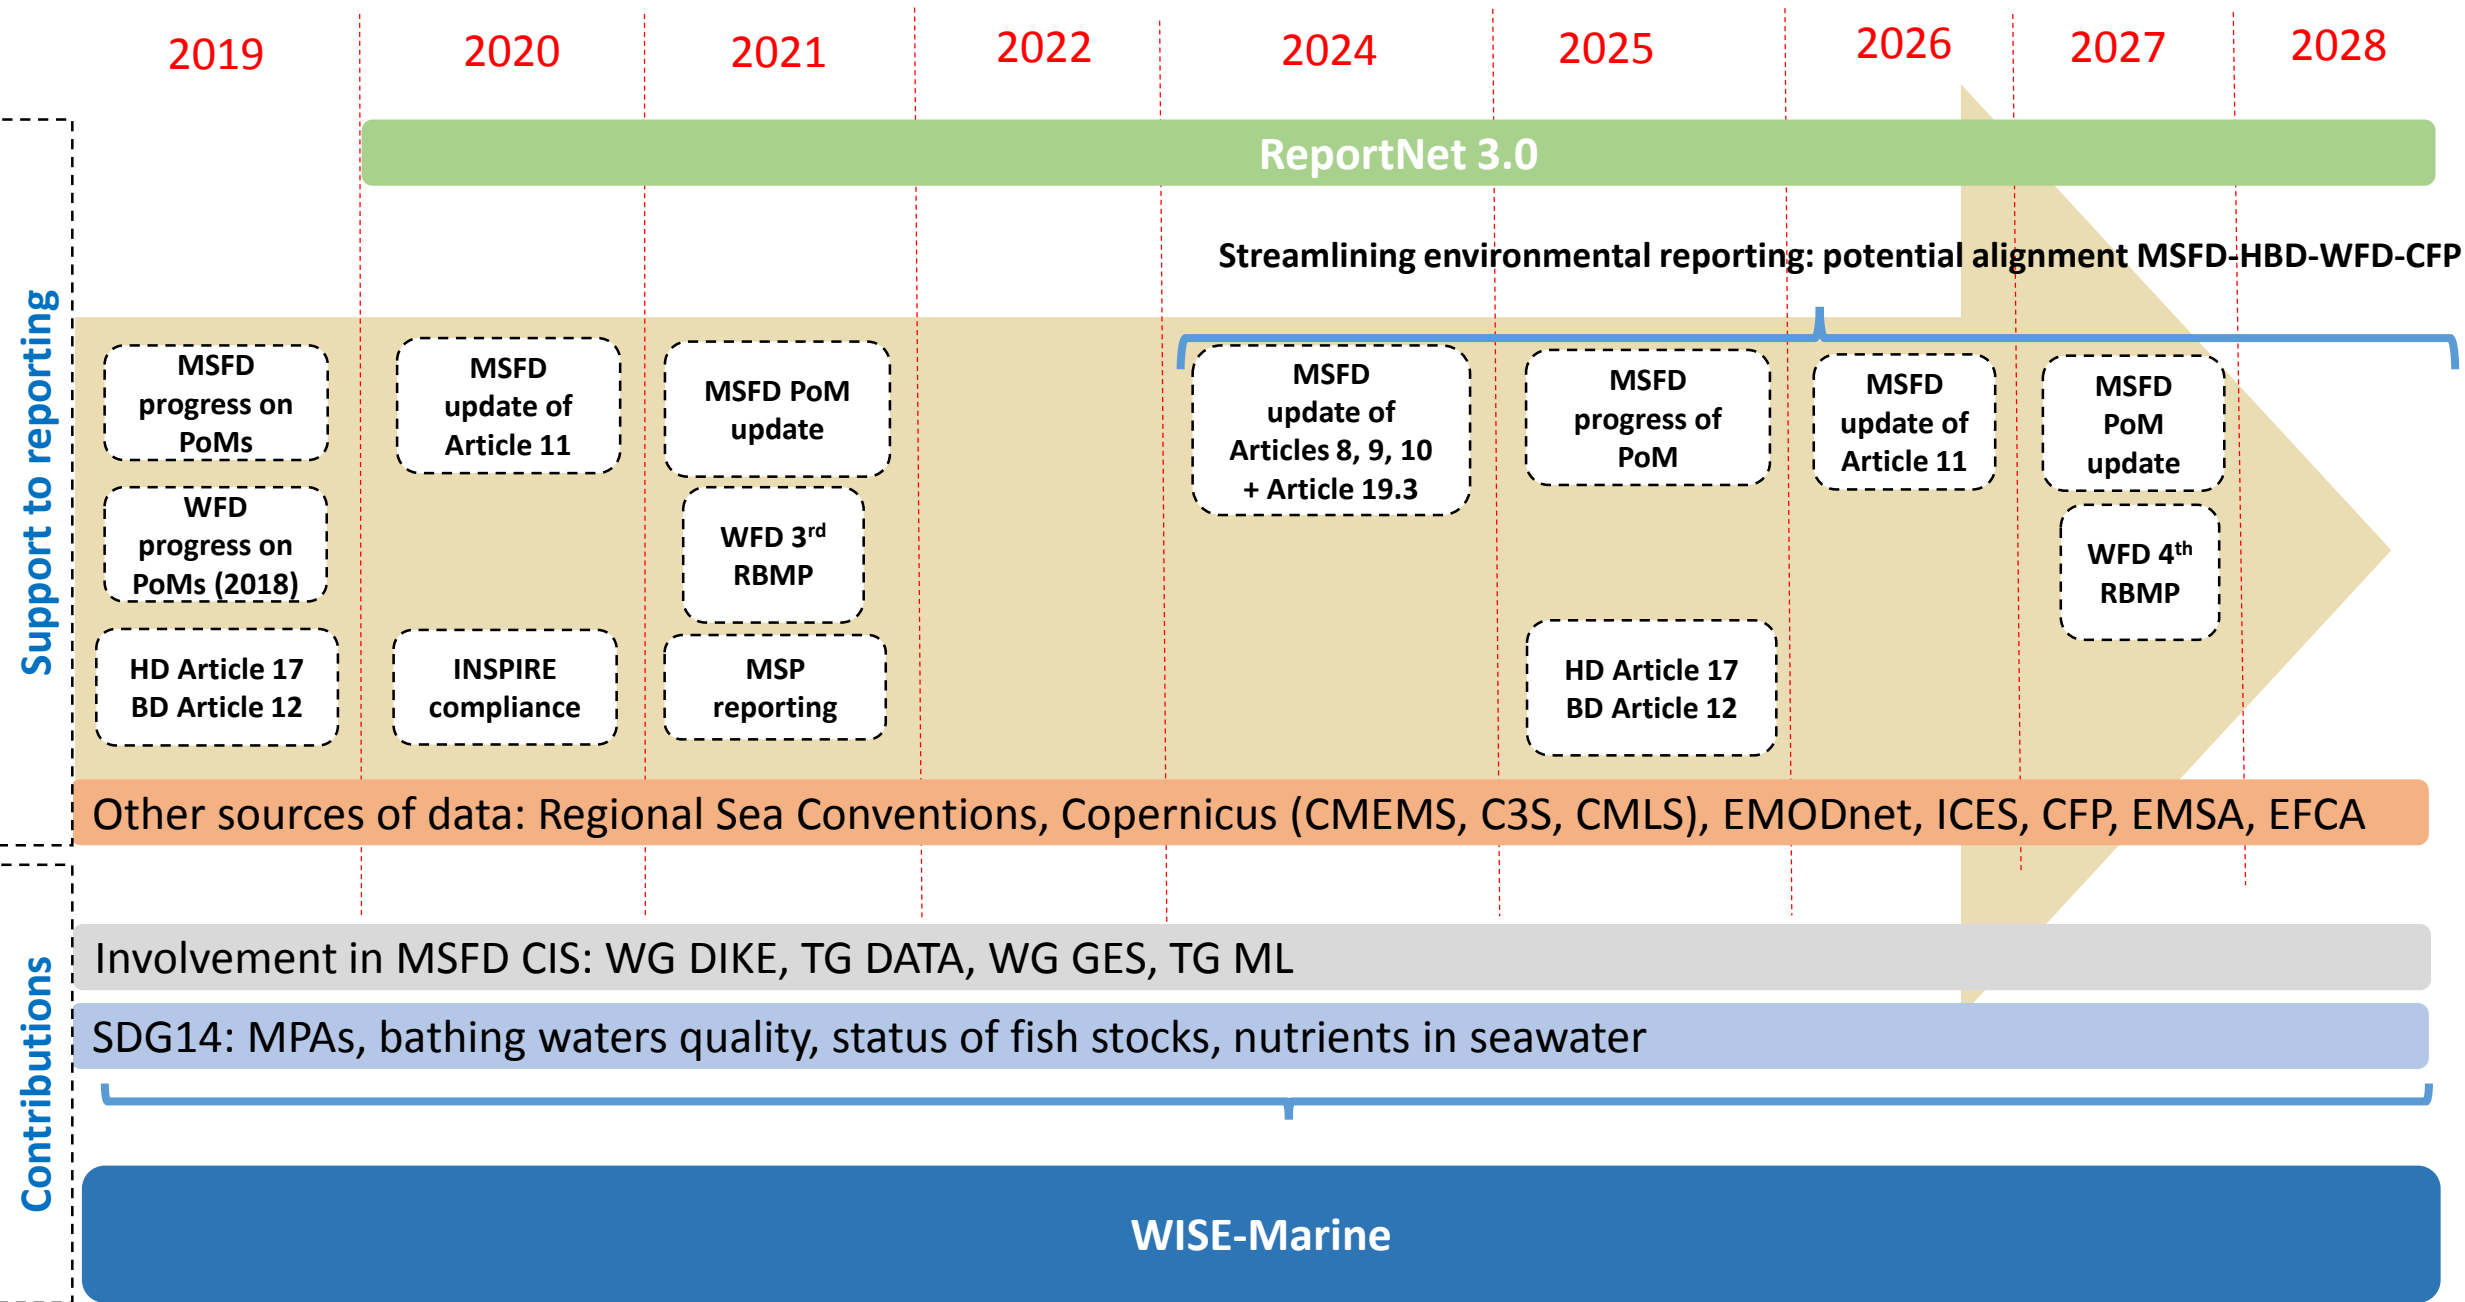 2019 2020 2021 2022 2024 2025 2026 2027 2028
ReportNet 3.0
Streamlining environmental reporting: potential alignment MSFD-HBD-WFD-CFP
Support to reporting
MSFD
progress on
PoMs
WFD
progress on
PoMs (2018)
HD Article 17
BD Article 12
MSFD
update of
Article 11
INSPIRE
compliance
MSFD PoM
update
WFD 3rd
RBMP
MSP
reporting
MSFD
update of
Articles 8, 9, 10
+ Article 19.3
MSFD
progress of
PoM
HD Article 17
BD Article 12
MSFD
update of
Article 11
MSFD
PoM
update
WFD 4th
RBMP
Other sources of data: Regional Sea Conventions, Copernicus (CMEMS, C3S, CMLS), EMODnet, ICES, CFP, EMSA, EFCA
Contributions
Involvement in MSFD CIS: WG DIKE, TG DATA, WG GES, TG ML
SDG14: MPAs, bathing waters quality, status of fish stocks, nutrients in seawater
WISE-Marine